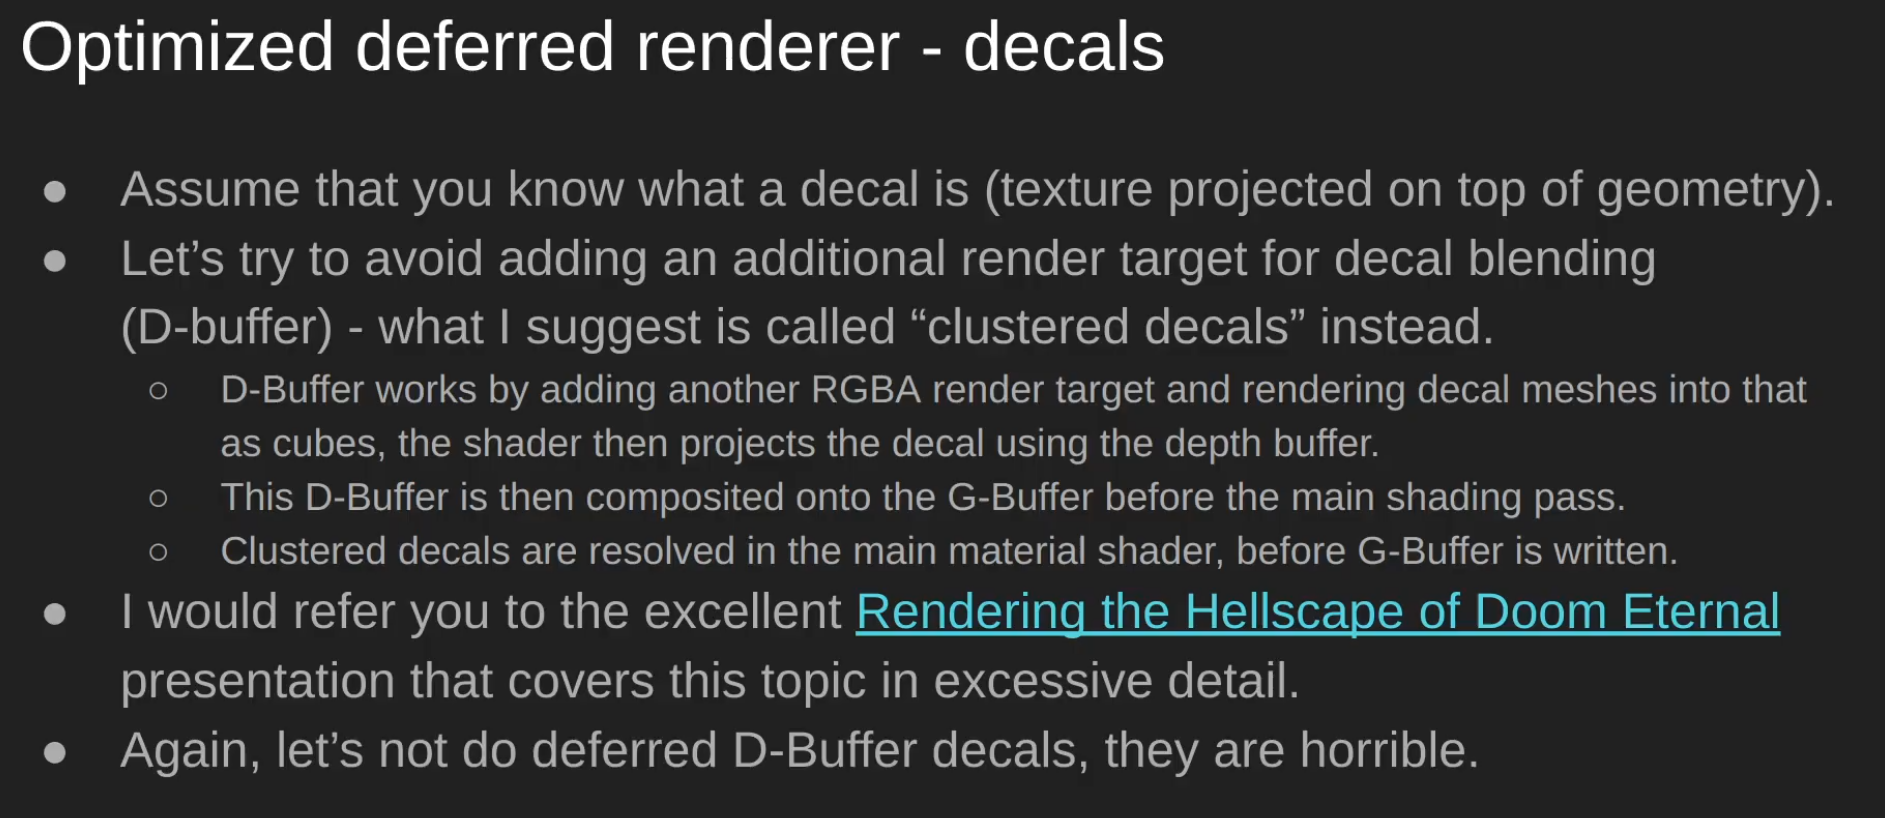 Optimized deferred renderer - decals
● Assume that you know what a decal is (texture projected on top of geometry).
● Let’s try to avoid adding an additional render target for decal blending
(D-buffer) - what I suggest is called “clustered decals” instead.
○ D-Buffer works by adding another RGBA render target and rendering decal meshes into that
as cubes, the shader then projects the decal using the depth buffer.
○ This D-Buffer is then composited onto the G-Buffer before the main shading pass.
○ Clustered decals are resolved in the main material shader, before G-Buffer is written.
● I would refer you to the excellent Rendering the Hellscape of Doom Eternal
presentation that covers this topic in excessive detail.
● Again, let’s not do deferred D-Buffer decals, they are horrible.